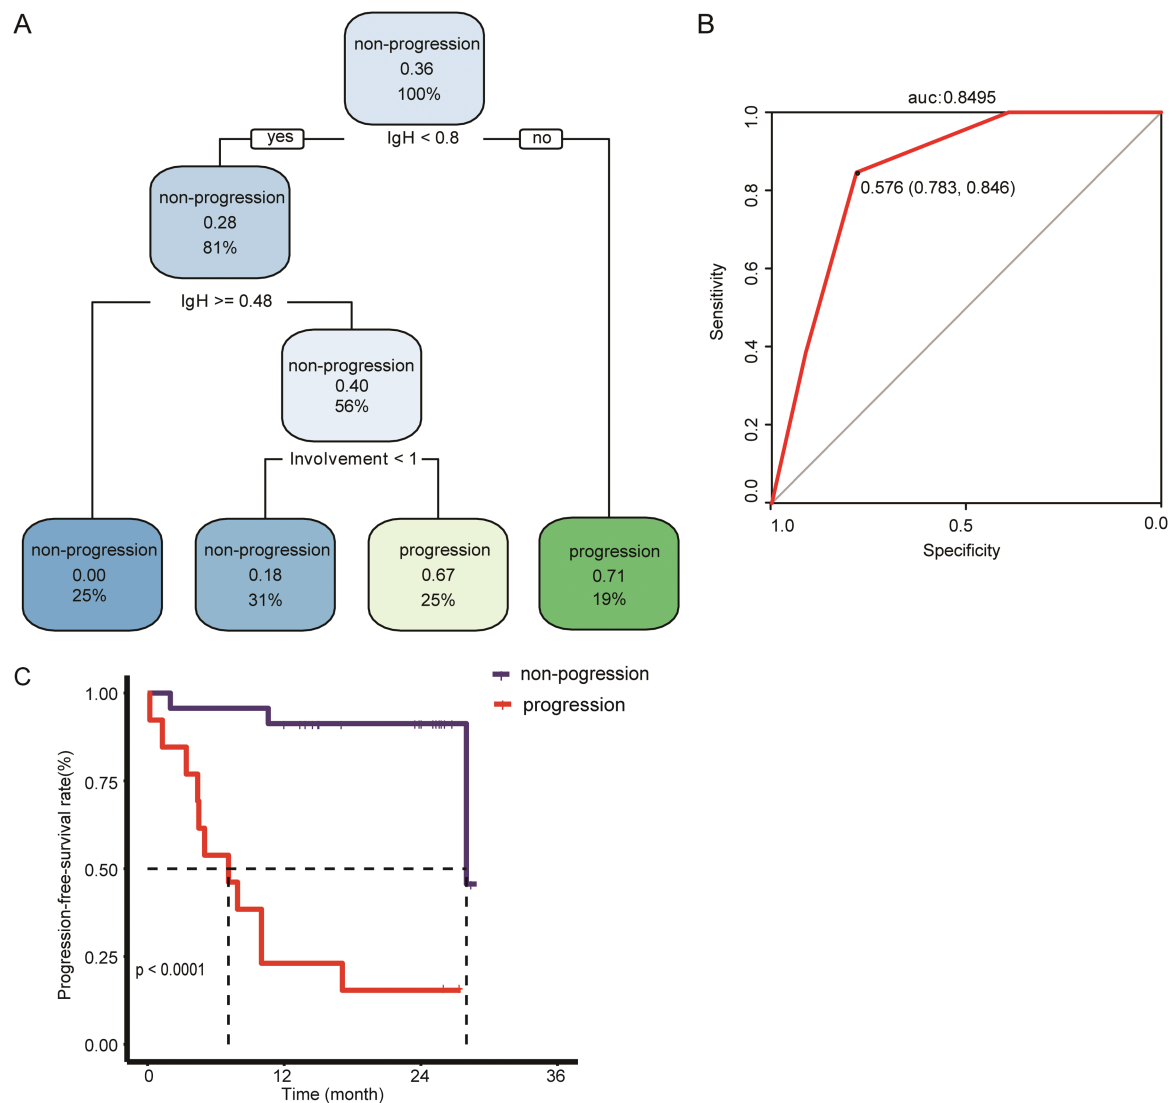 A
non-progression
0.36
100%
yes
IgH < 0.8
no
non-progression
0.28
81%
IgH >= 0.48
non-progression
0.40
56%
Involvement < 1
non-progression
0.00
25%
non-progression
0.18
31%
progression
0.67
25%
progression
0.71
19%
B
auc:0.8495
1.0
0.8
0.6
0.4
0.2
0.0
Sensitivity
0.576 (0.783, 0.846)
1.0
0.5
0.0
Specificity
C
non-pogression
progression
1.00
0.75
0.50
0.25
0.00
Progression-free-survival rate(%)
p < 0.0001
0
12
24
36
Time (month)